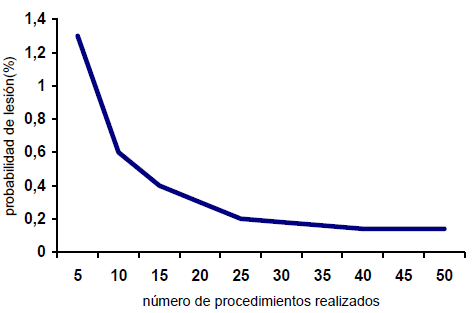 1,4
1,2
1
0,8
0,6
0,4
0,2
0
probabilidad de lesión(%)
5 10 15 20 25 30 35 40 45 50
número de procedimientos realizados